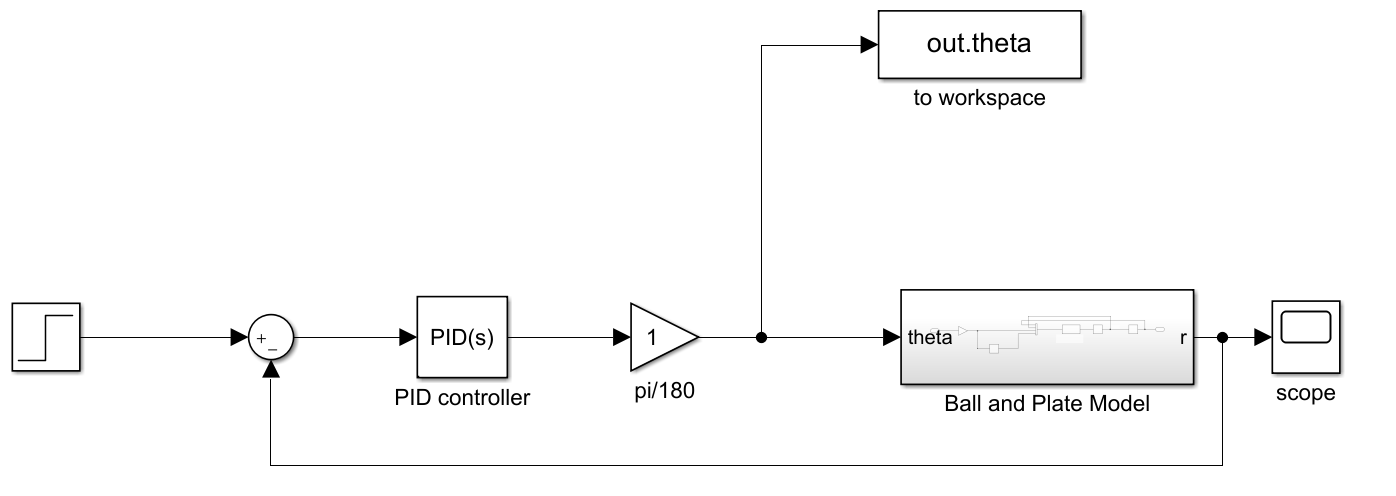 out.theta
to workspace
+
−
PID(s)
PID controller
1
pi/180
theta
r
Ball and Plate Model
scope